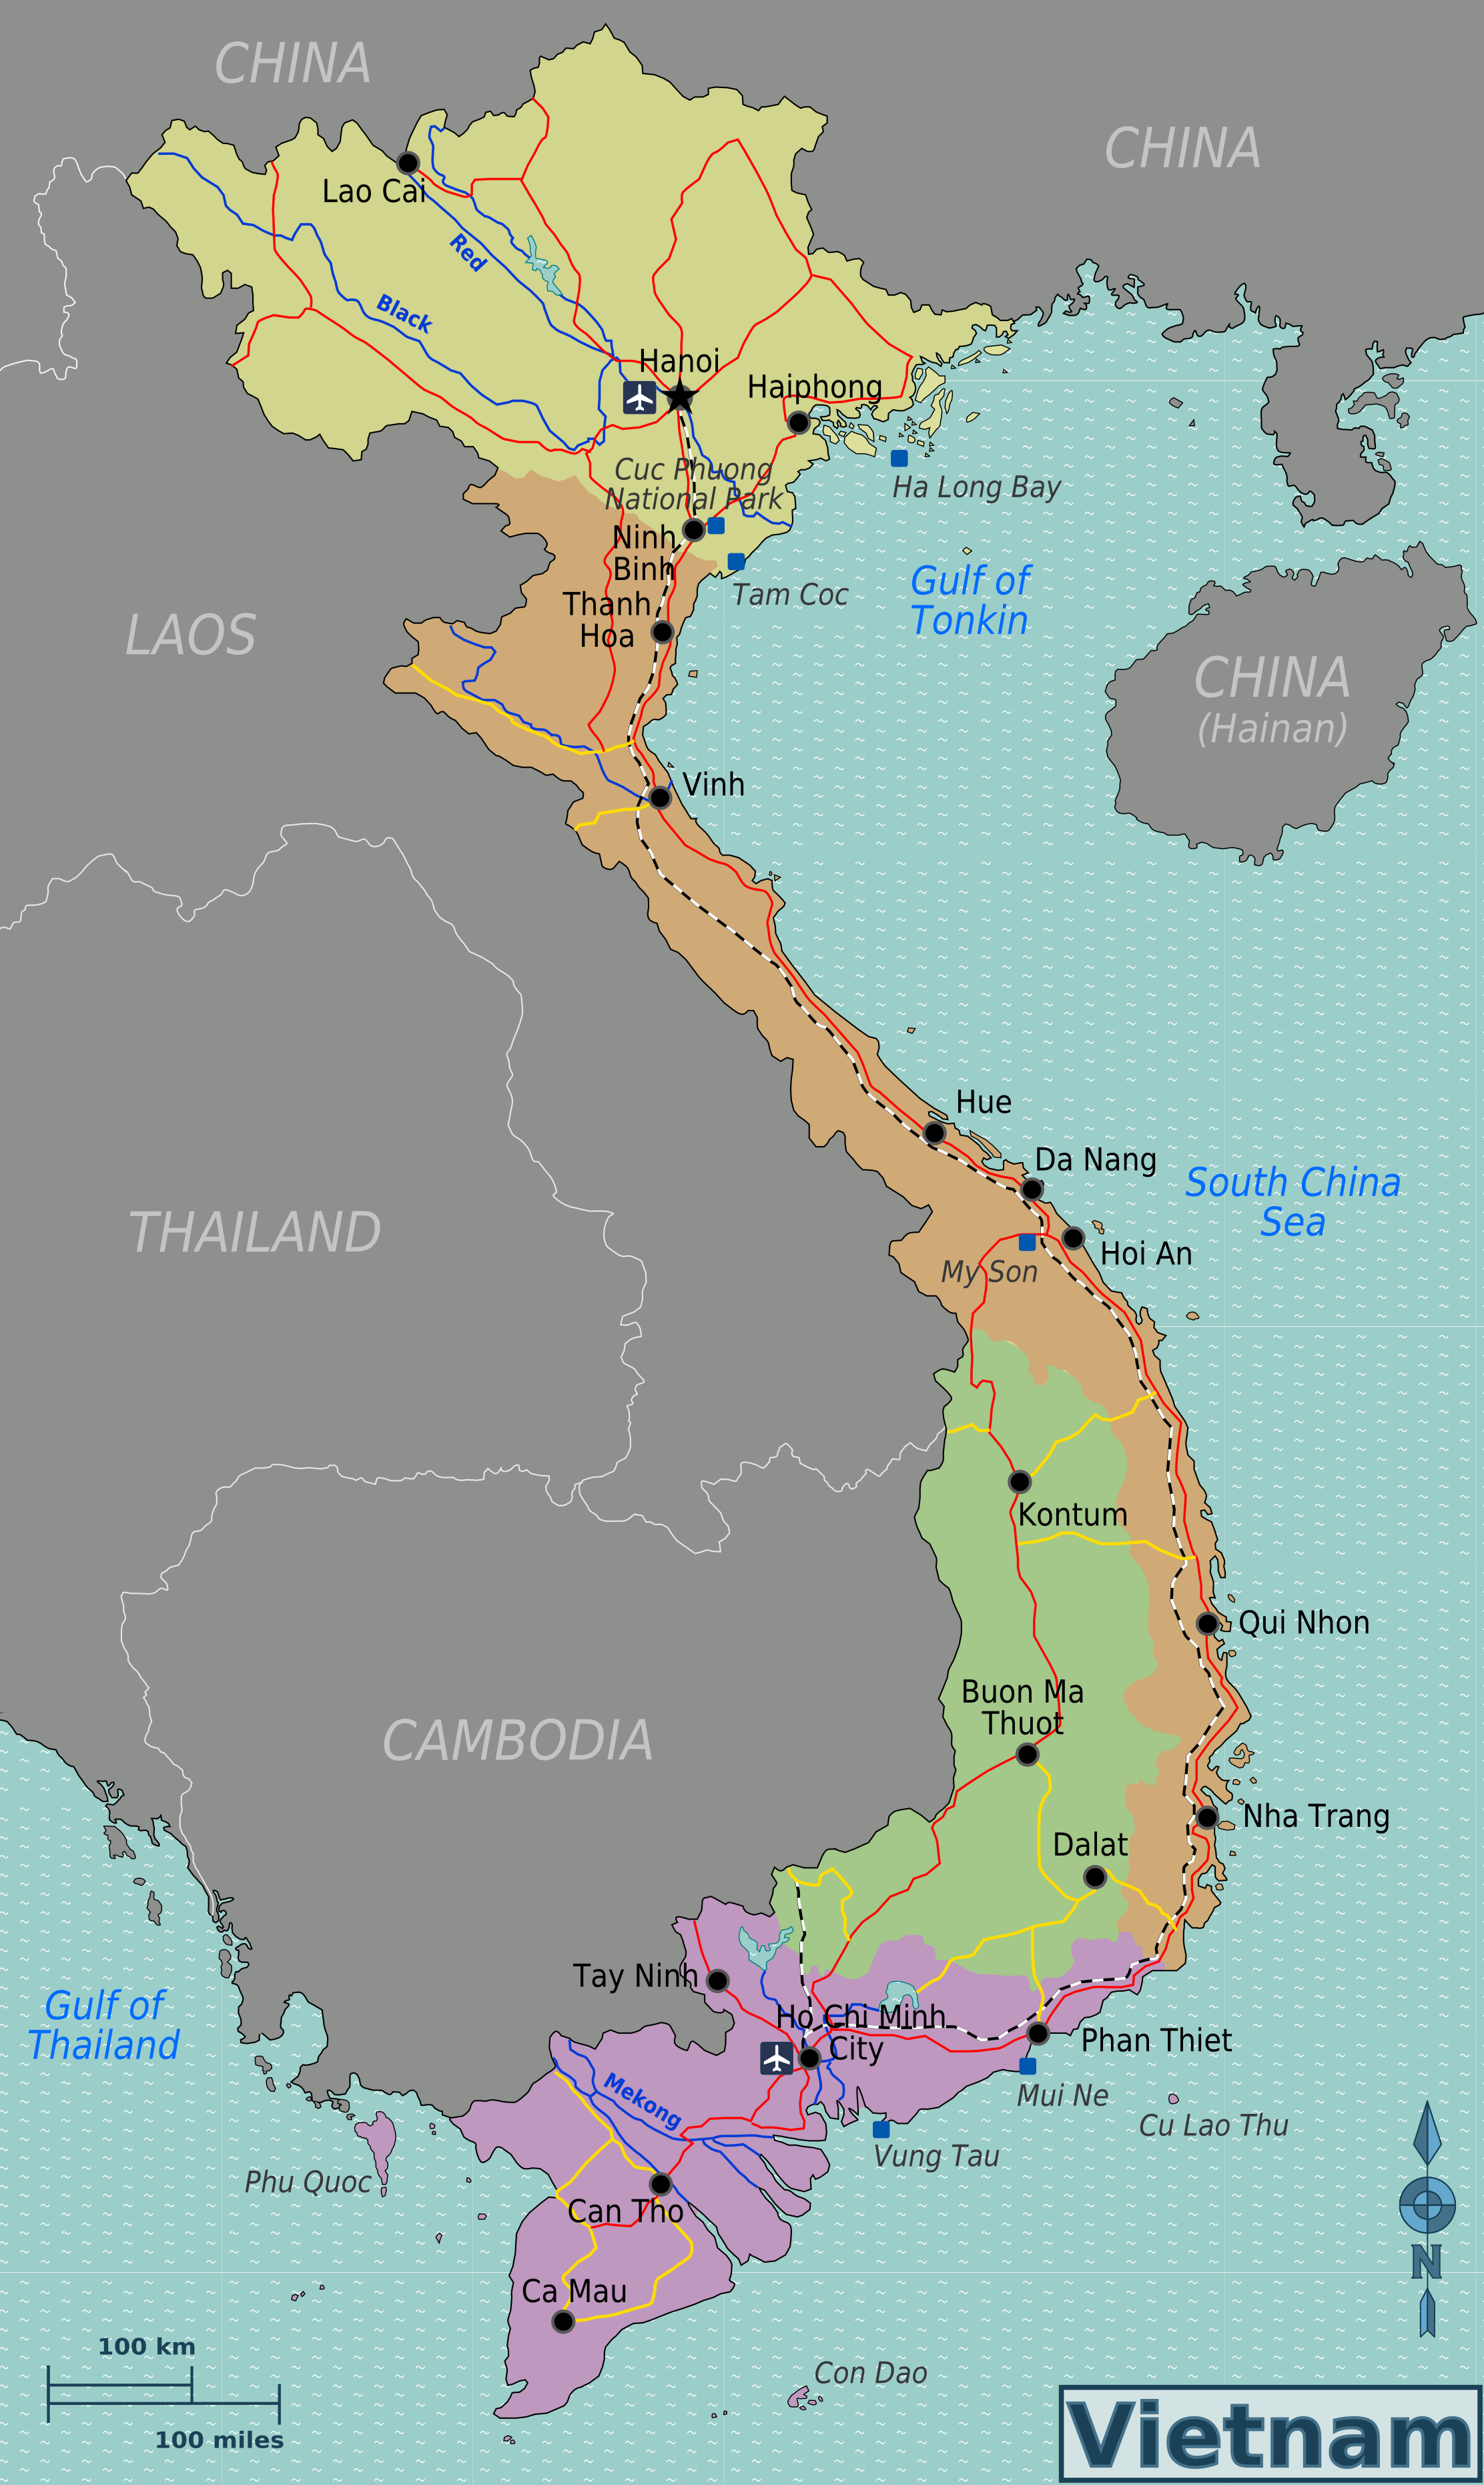 CHINA
CHINA
Lao Cai
Red
Black
Hanoi
Haiphong
Cuc Phuong
National Park
Ha Long Bay
Ninh
Binh
Tam Coc
Gulf of
Tonkin
Thanh
Hoa
LAOS
CHINA
(Hainan)
Vinh
Hue
Da Nang
South China
Sea
THAILAND
Hoi An
My Son
Kontum
Qui Nhon
Buon Ma
Thuot
CAMBODIA
Nha Trang
Dalat
Tay Ninh
Gulf of
Thailand
Ho Chi Minh
City
Phan Thiet
Mekong
Mui Ne
Cu Lao Thu
Vung Tau
Phu Quoc
Can Tho
N
Ca Mau
100 km
Con Dao
100 miles
Vietnam